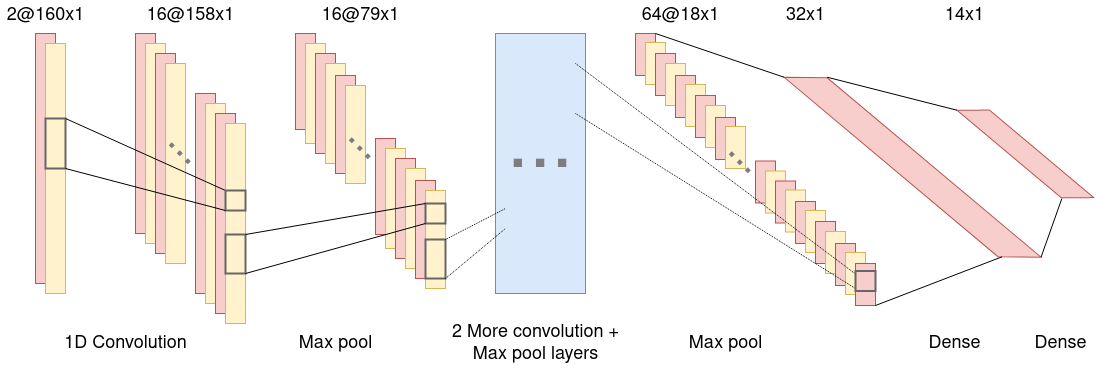 2@160x1
16@158x1
16@79x1
64@18x1
32x1
14x1
1D Convolution
Max pool
2 More convolution +
Max pool layers
Max pool
Dense
Dense